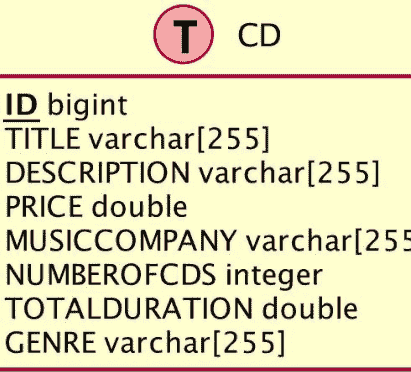 T CD
ID bigint
TITLE varchar[255]
DESCRIPTION varchar[255]
PRICE double
MUSICCOMPANY varchar[255
NUMBEROFCDS integer
TOTALDURATION double
GENRE varchar[255]